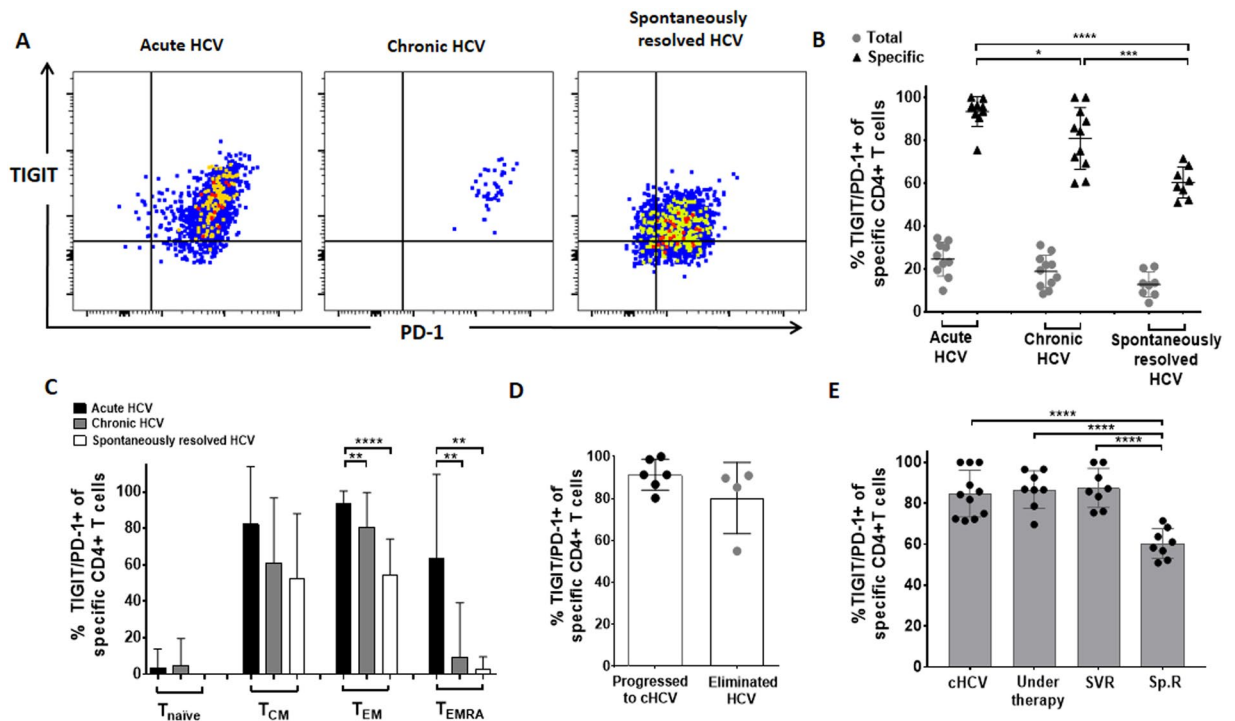 A
Acute HCV
Chronic HCV
Spontaneously
resolved HCV
TIGIT
PD-1
B
Total
Specific
****
*
***
% TIGIT/PD-1+ of
specific CD4+ T cells
100
80
60
40
20
0
Acute
HCV
Chronic
HCV
Spontaneously
resolved
HCV
C
Acute HCV
Chronic HCV
Spontaneously resolved HCV
****
**
**
**
% TIGIT/PD-1+ of
specific CD4+ T cells
100
80
60
40
20
0
Tnaïve
TCM
TEM
TEMRA
D
% TIGIT/PD-1+ of
specific CD4+ T cells
100
80
60
40
20
0
Progressed
to cHCV
Eliminated
HCV
E
****
****
****
%TIGIT/PD-1+ of
specific CD4+ T cells
100
80
60
40
20
0
cHCV
Under
therapy
SVR
Sp.R